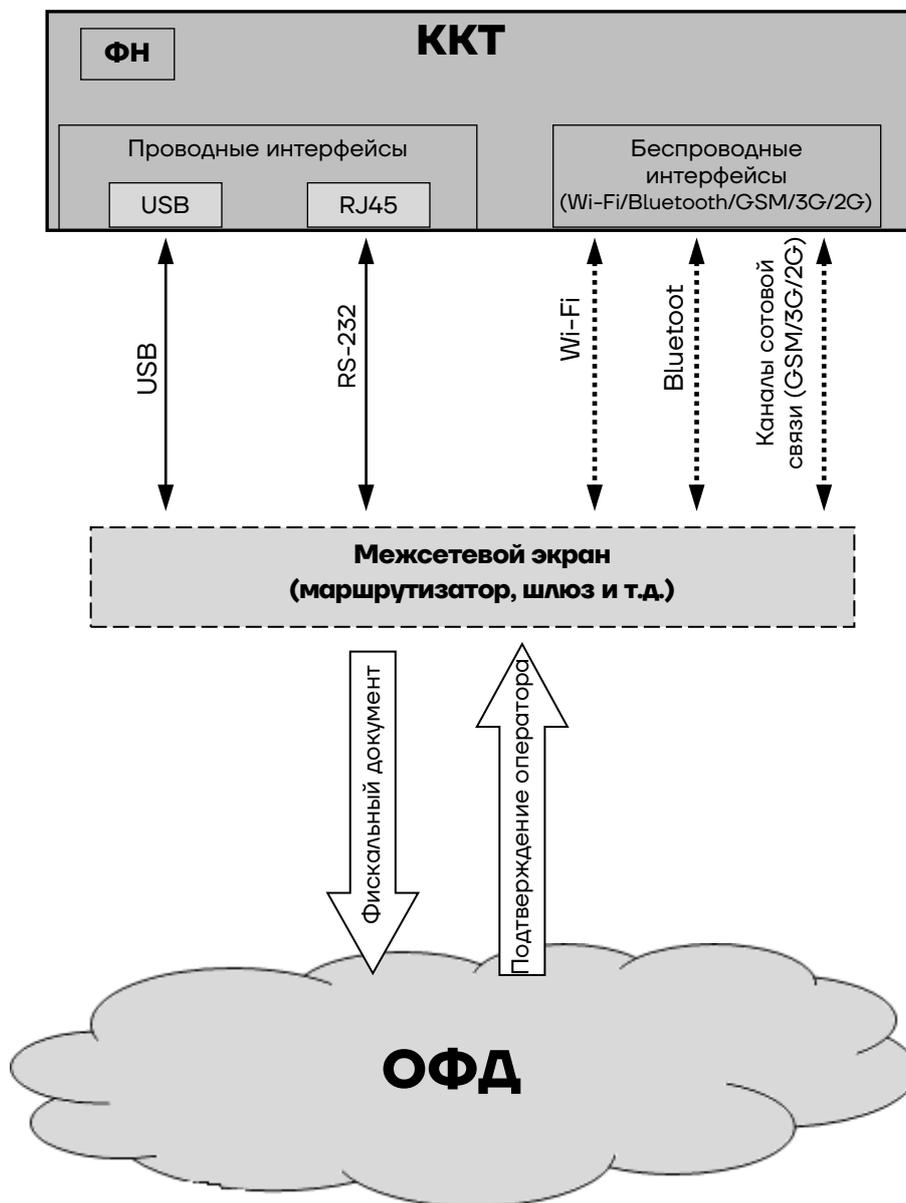 ККТ
ФН
Проводные интерфейсы
USB
RJ45
Беспроводные
интерфейсы
(Wi-Fi/Bluetooth/GSM/3G/2G)
USB
RS-232
Wi-Fi
Bluetoot
Каналы сотовой
связи (GSM/3G/2G)
Межсетевой экран
(маршрутизатор, шлюз и т.д.)
Фискальный документ
Подтверждение оператора
ОФД